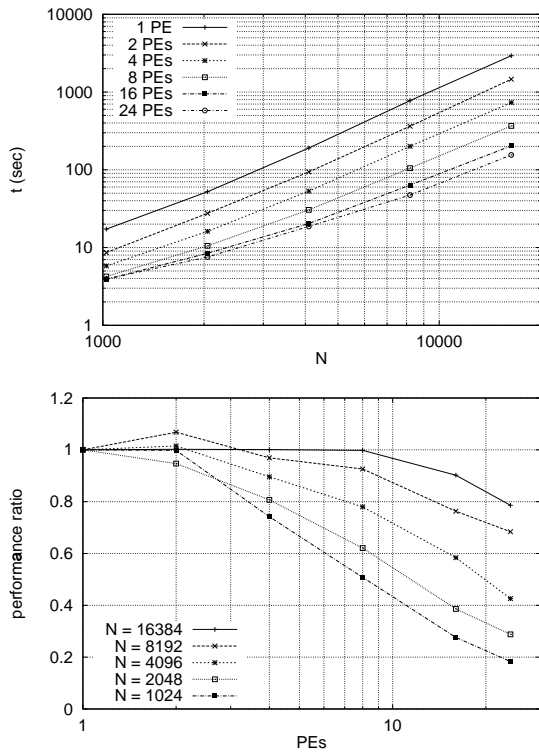 10000
1000
100
10
1
t (sec)
1 PE
2 PEs
4 PEs
8 PEs
16 PEs
24 PEs
1000
10000
N
1.2
1
0.8
0.6
0.4
0.2
0
performance ratio
N = 16384
N = 8192
N = 4096
N = 2048
N = 1024
1
10
PEs